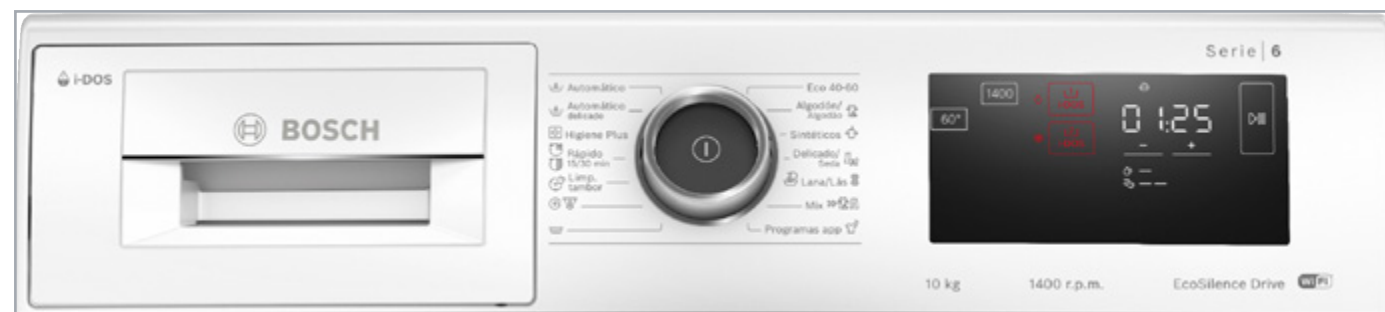 Serie | 6
i-DOS
BOSCH
Automático
Automático
delicado
Higiene Plus
Rápido
15/30 min
Limp.
tambor
Eco 40-60
Algodón/
Algodão
Sintéticos
Delicado/
Seda
Lana/Lãs
Mix
Programas app
1400
60°
01:25
- +
10 kg
1400 r.p.m.
EcoSilence Drive
WiFi